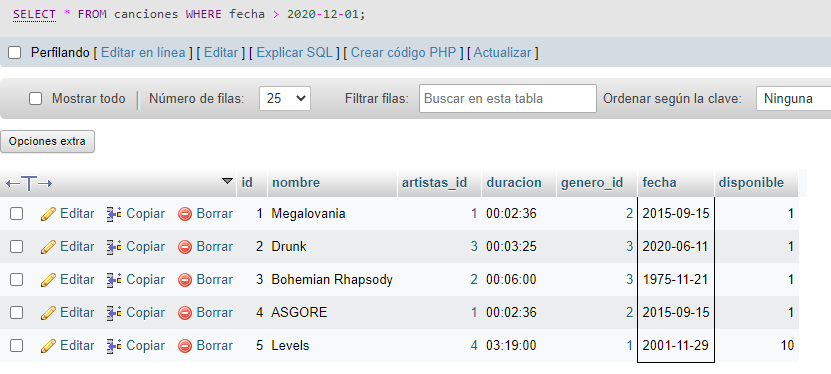 SELECT * FROM canciones WHERE fecha > 2020-12-01;
Perfilando [ Editar en línea ] [ Editar ] [ Explicar SQL ] [ Crear código PHP ] [ Actualizar ]
Mostrar todo Número de filas: 25 Filtrar filas: Buscar en esta tabla Ordenar según la clave: Ninguna
Opciones extra
←T→ id nombre artistas_id duracion genero_id fecha disponible
Editar Copiar Borrar 1 Megalovania 1 00:02:36 2 2015-09-15 1
Editar Copiar Borrar 2 Drunk 3 00:03:25 3 2020-06-11 1
Editar Copiar Borrar 3 Bohemian Rhapsody 2 00:06:00 3 1975-11-21 1
Editar Copiar Borrar 4 ASGORE 1 00:02:36 2 2015-09-15 1
Editar Copiar Borrar 5 Levels 4 03:19:00 1 2001-11-29 10